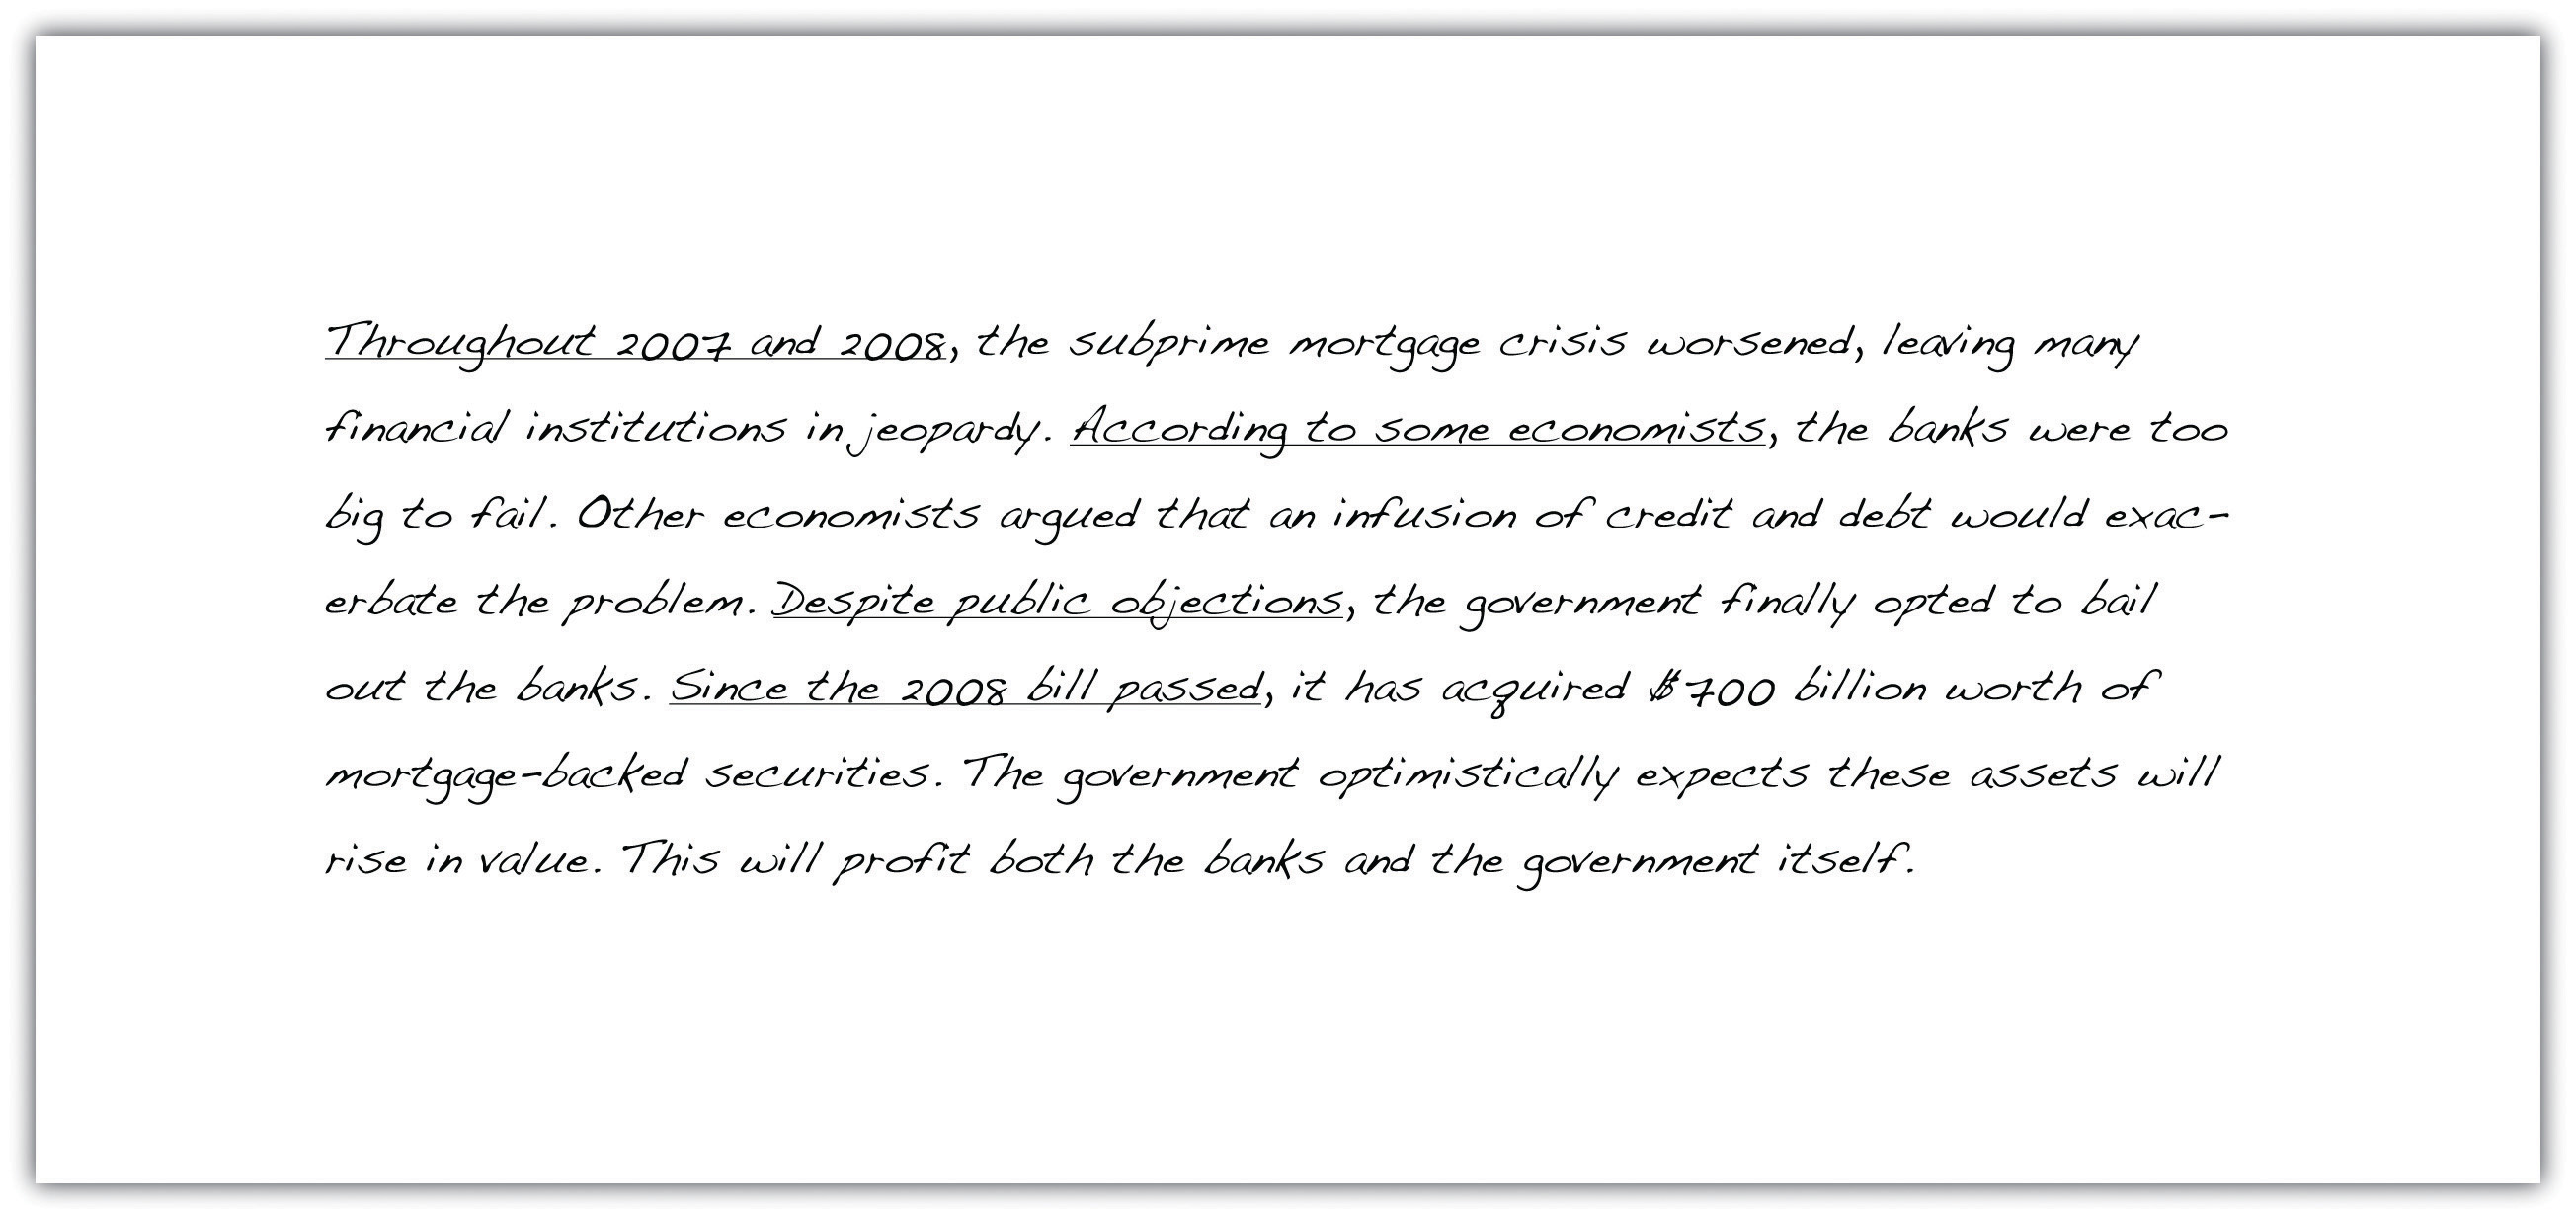 Throughout 2007 and 2008, the subprime mortgage crisis worsened, leaving many
financial institutions in jeopardy. According to some economists, the banks were too
big to fail. Other economists argued that an infusion of credit and debt would exac-
erbate the problem. Despite public objections, the government finally opted to bail
out the banks. Since the 2008 bill passed, it has acquired $700 billion worth of
mortgage-backed securities. The government optimistically expects these assets will
rise in value. This will profit both the banks and the government itself.